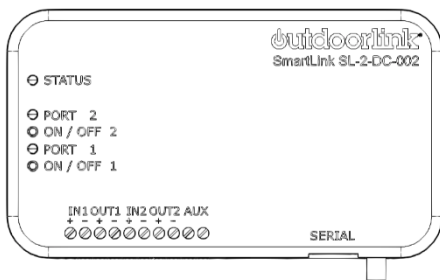 outdoorlink
SmartLink SL-2-DC-002
STATUS
PORT 2
ON / OFF 2
PORT 1
ON / OFF 1
IN1 OUT1 IN2 OUT2 AUX
+ - + - + - + -
SERIAL